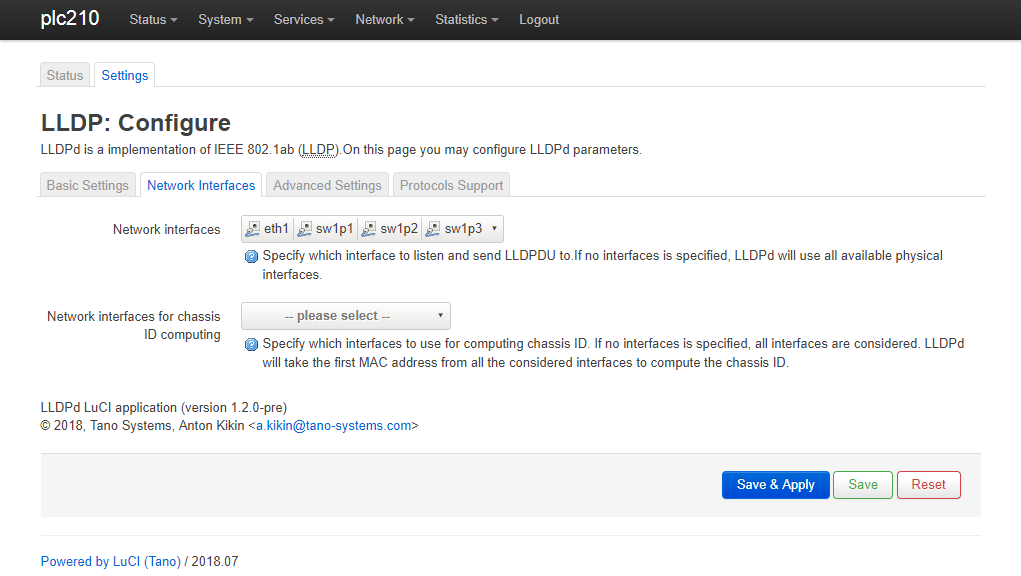 plc210 Status System Services Network Statistics Logout
Status Settings
LLDP: Configure
LLDPd is a implementation of IEEE 802.1ab (LLDP).On this page you may configure LLDPd parameters.
Basic Settings Network Interfaces Advanced Settings Protocols Support
Network interfaces eth1 sw1p1 sw1p2 sw1p3
Specify which interface to listen and send LLDPDU to.If no interfaces is specified, LLDPd will use all available physical
interfaces.
Network interfaces for chassis
ID computing
-- please select --
Specify which interfaces to use for computing chassis ID. If no interfaces is specified, all interfaces are considered. LLDPd
will take the first MAC address from all the considered interfaces to compute the chassis ID.
LLDPd LuCI application (version 1.2.0-pre)
© 2018, Tano Systems, Anton Kikin <a.kikin@tano-systems.com>
Save & Apply Save Reset
Powered by LuCI (Tano) / 2018.07